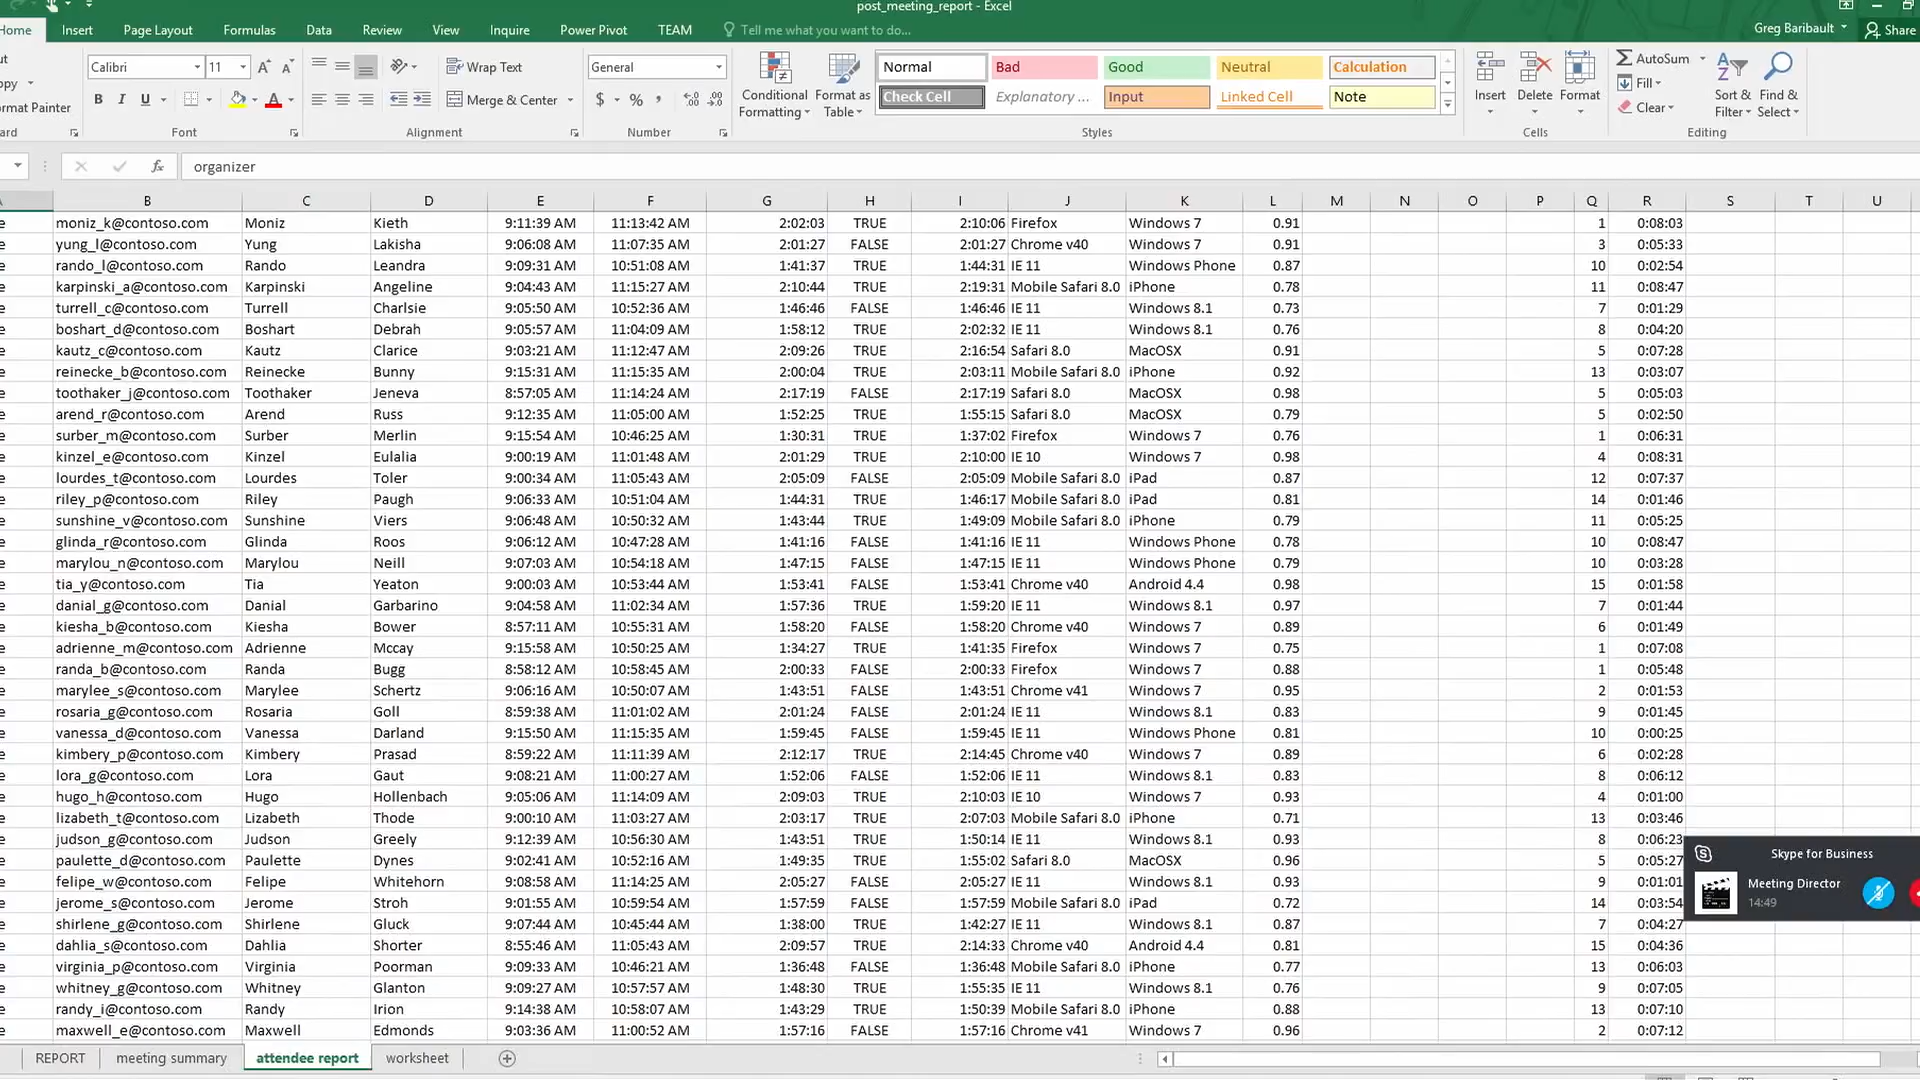 post_meeting_report - Excel
Home Insert Page Layout Formulas Data Review View Inquire Power Pivot TEAM Tell me what you want to do... Greg Baribault Share
Calibri 11 Wrap Text General Normal Bad Good Neutral Calculation AutoSum
B I U Merge & Center $ % , Conditional Formatting Format as Table Check Cell Explanatory ... Input Linked Cell Note Insert Delete Format Fill Clear Sort & Filter Find & Select
Format Painter
Font Alignment Number Styles Cells Editing
fx organizer
B C D E F G H I J K L M N O P Q R S T U
e moniz_k@contoso.com Moniz Kieth 9:11:39 AM 11:13:42 AM 2:02:03 TRUE 2:10:06 Firefox Windows 7 0.91 1 0:08:03
e yung_l@contoso.com Yung Lakisha 9:06:08 AM 11:07:35 AM 2:01:27 FALSE 2:01:27 Chrome v40 Windows 7 0.91 3 0:05:33
e rando_l@contoso.com Rando Leandra 9:09:31 AM 10:51:08 AM 1:41:37 TRUE 1:44:31 IE 11 Windows Phone 0.87 10 0:02:54
e karpinski_a@contoso.com Karpinski Angeline 9:04:43 AM 11:15:27 AM 2:10:44 TRUE 2:19:31 Mobile Safari 8.0 iPhone 0.78 11 0:08:47
e turrell_c@contoso.com Turrell Charlsie 9:05:50 AM 10:52:36 AM 1:46:46 FALSE 1:46:46 IE 11 Windows 8.1 0.73 7 0:01:29
e boshart_d@contoso.com Boshart Debrah 9:05:57 AM 11:04:09 AM 1:58:12 TRUE 2:02:32 IE 11 Windows 8.1 0.76 8 0:04:20
e kautz_c@contoso.com Kautz Clarice 9:03:21 AM 11:12:47 AM 2:09:26 TRUE 2:16:54 Safari 8.0 MacOSX 0.91 5 0:07:28
e reinecke_b@contoso.com Reinecke Bunny 9:15:31 AM 11:15:35 AM 2:00:04 TRUE 2:03:11 Mobile Safari 8.0 iPhone 0.92 13 0:03:07
e toothaker_j@contoso.com Toothaker Jeneva 8:57:05 AM 11:14:24 AM 2:17:19 FALSE 2:17:19 Safari 8.0 MacOSX 0.98 5 0:05:03
e arend_r@contoso.com Arend Russ 9:12:35 AM 11:05:00 AM 1:52:25 TRUE 1:55:15 Safari 8.0 MacOSX 0.79 5 0:02:50
e surber_m@contoso.com Surber Merlin 9:15:54 AM 10:46:25 AM 1:30:31 TRUE 1:37:02 Firefox Windows 7 0.76 1 0:06:31
e kinzel_e@contoso.com Kinzel Eulalia 9:00:19 AM 11:01:48 AM 2:01:29 TRUE 2:10:00 IE 10 Windows 7 0.98 4 0:08:31
e lourdes_t@contoso.com Lourdes Toler 9:00:34 AM 11:05:43 AM 2:05:09 FALSE 2:05:09 Mobile Safari 8.0 iPad 0.87 12 0:07:37
e riley_p@contoso.com Riley Paugh 9:06:33 AM 10:51:04 AM 1:44:31 TRUE 1:46:17 Mobile Safari 8.0 iPad 0.81 14 0:01:46
e sunshine_v@contoso.com Sunshine Viers 9:06:48 AM 10:50:32 AM 1:43:44 TRUE 1:49:09 Mobile Safari 8.0 iPhone 0.79 11 0:05:25
e glinda_r@contoso.com Glinda Roos 9:06:12 AM 10:47:28 AM 1:41:16 FALSE 1:41:16 IE 11 Windows Phone 0.78 10 0:08:47
e marylou_n@contoso.com Marylou Neill 9:07:03 AM 10:54:18 AM 1:47:15 FALSE 1:47:15 IE 11 Windows Phone 0.79 10 0:03:28
e tia_y@contoso.com Tia Yeaton 9:00:03 AM 10:53:44 AM 1:53:41 FALSE 1:53:41 Chrome v40 Android 4.4 0.98 15 0:01:58
e danial_g@contoso.com Danial Garbarino 9:04:58 AM 11:02:34 AM 1:57:36 TRUE 1:59:20 IE 11 Windows 8.1 0.97 7 0:01:44
e kiesha_b@contoso.com Kiesha Bower 8:57:11 AM 10:55:31 AM 1:58:20 FALSE 1:58:20 Chrome v40 Windows 7 0.89 6 0:01:49
e adrienne_m@contoso.com Adrienne Mccay 9:15:58 AM 10:50:25 AM 1:34:27 TRUE 1:41:35 Firefox Windows 7 0.75 1 0:07:08
e randa_b@contoso.com Randa Bugg 8:58:12 AM 10:58:45 AM 2:00:33 FALSE 2:00:33 Firefox Windows 7 0.88 1 0:05:48
e marylee_s@contoso.com Marylee Schertz 9:06:16 AM 10:50:07 AM 1:43:51 FALSE 1:43:51 Chrome v41 Windows 7 0.95 2 0:01:53
e rosaria_g@contoso.com Rosaria Goll 8:59:38 AM 11:01:02 AM 2:01:24 FALSE 2:01:24 IE 11 Windows 8.1 0.83 9 0:01:45
e vanessa_d@contoso.com Vanessa Darland 9:15:50 AM 11:15:35 AM 1:59:45 FALSE 1:59:45 IE 11 Windows Phone 0.81 10 0:00:25
e kimbery_p@contoso.com Kimbery Prasad 8:59:22 AM 11:11:39 AM 2:12:17 TRUE 2:14:45 Chrome v40 Windows 7 0.89 6 0:02:28
e lora_g@contoso.com Lora Gaut 9:08:21 AM 11:00:27 AM 1:52:06 FALSE 1:52:06 IE 11 Windows 8.1 0.83 8 0:06:12
e hugo_h@contoso.com Hugo Hollenbach 9:05:06 AM 11:14:09 AM 2:09:03 TRUE 2:10:03 IE 10 Windows 7 0.93 4 0:01:00
e lizabeth_t@contoso.com Lizabeth Thode 9:00:10 AM 11:03:27 AM 2:03:17 TRUE 2:07:03 Mobile Safari 8.0 iPhone 0.71 13 0:03:46
e judson_g@contoso.com Judson Greely 9:12:39 AM 10:56:30 AM 1:43:51 TRUE 1:50:14 IE 11 Windows 8.1 0.93 8 0:06:23
e paulette_d@contoso.com Paulette Dynes 9:02:41 AM 10:52:16 AM 1:49:35 TRUE 1:55:02 Safari 8.0 MacOSX 0.96 5 0:05:27
e felipe_w@contoso.com Felipe Whitehorn 9:08:58 AM 11:14:25 AM 2:05:27 FALSE 2:05:27 IE 11 Windows 8.1 0.93 9 0:01:01
e jerome_s@contoso.com Jerome Stroh 9:01:55 AM 10:59:54 AM 1:57:59 FALSE 1:57:59 Mobile Safari 8.0 iPad 0.72 14 0:03:54
e shirlene_g@contoso.com Shirlene Gluck 9:07:44 AM 10:45:44 AM 1:38:00 TRUE 1:42:27 IE 11 Windows 8.1 0.87 7 0:04:27
e dahlia_s@contoso.com Dahlia Shorter 8:55:46 AM 11:05:43 AM 2:09:57 TRUE 2:14:33 Chrome v40 Android 4.4 0.81 15 0:04:36
e virginia_p@contoso.com Virginia Poorman 9:09:33 AM 10:46:21 AM 1:36:48 FALSE 1:36:48 Mobile Safari 8.0 iPhone 0.77 13 0:06:03
e whitney_g@contoso.com Whitney Glanton 9:09:27 AM 10:57:57 AM 1:48:30 TRUE 1:55:35 IE 11 Windows 8.1 0.76 9 0:07:05
e randy_i@contoso.com Randy Irion 9:14:38 AM 10:58:07 AM 1:43:29 TRUE 1:50:39 Mobile Safari 8.0 iPhone 0.88 13 0:07:10
e maxwell_e@contoso.com Maxwell Edmonds 9:03:36 AM 11:00:52 AM 1:57:16 FALSE 1:57:16 Chrome v41 Windows 7 0.96 2 0:07:12
Skype for Business
Meeting Director
14:49
REPORT meeting summary attendee report worksheet